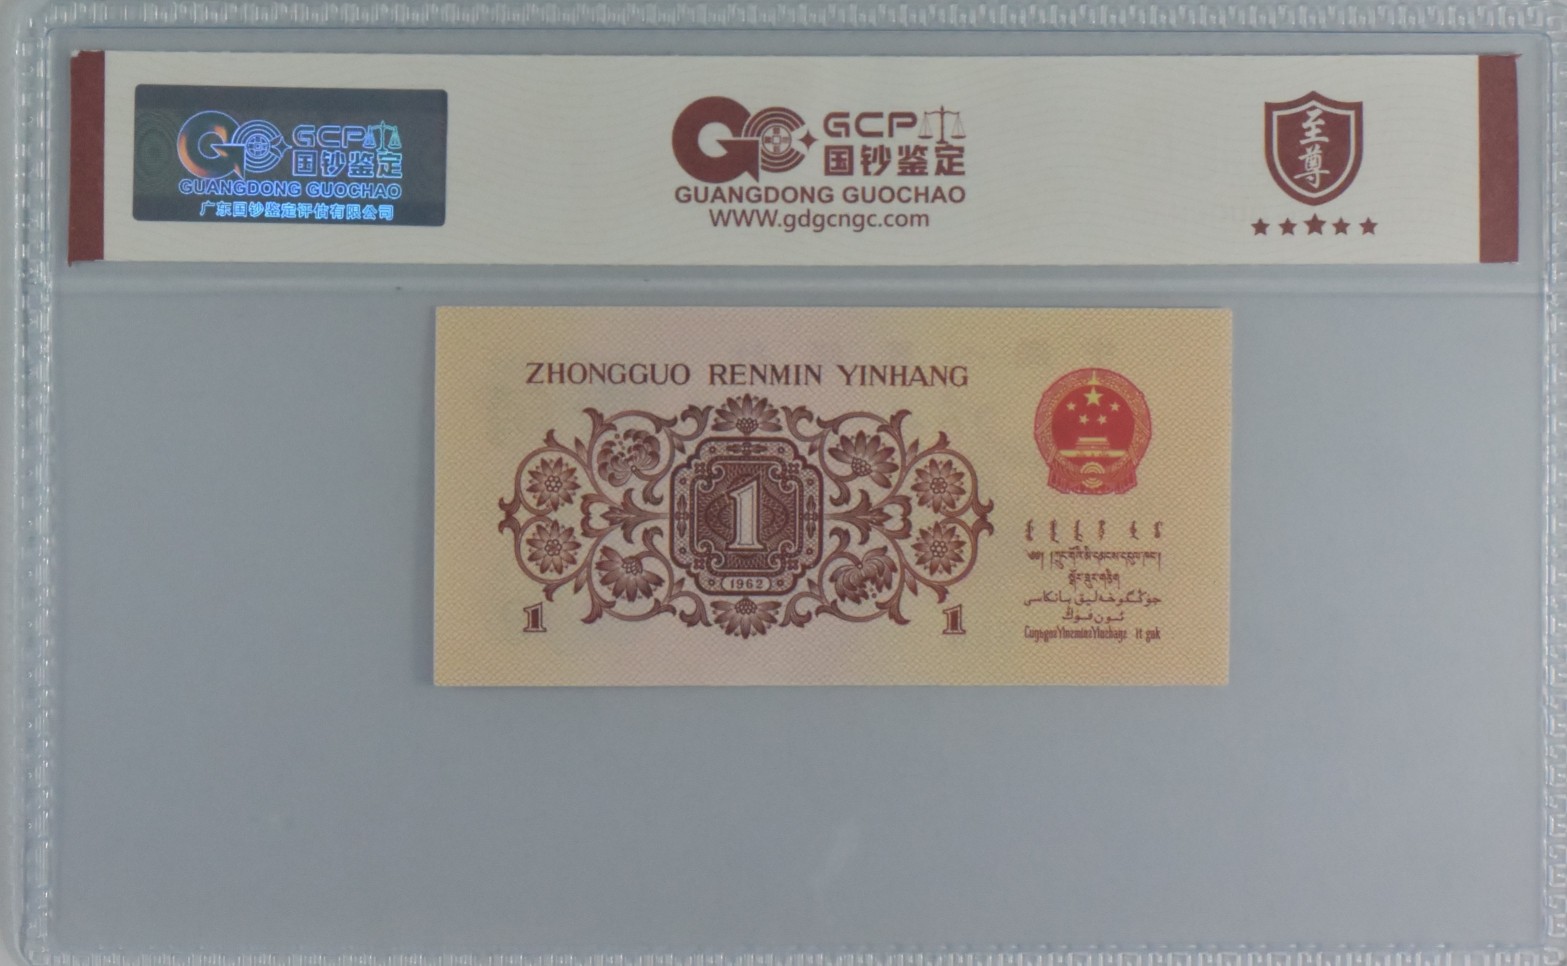 GCP
国钞鉴定
GUANGDONG GUOCHAO
广东国钞鉴定评估有限公司
GCP
国钞鉴定
GUANGDONG GUOCHAO
WWW.gdgcngc.com
至尊
ZHONGGUO RENMIN YINHANG
1
1962
1 1
جۇڭگوخەلىق بانكاسى